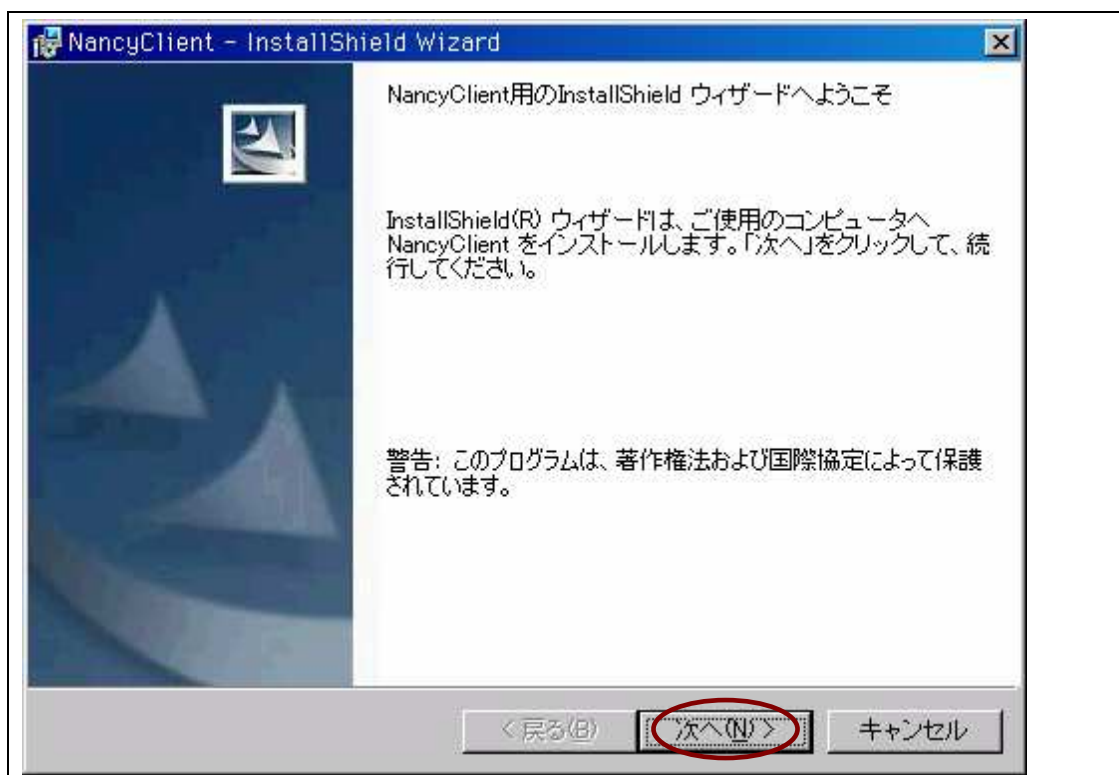 NancyClient - InstallShield Wizard
NancyClient用のInstallShield ウィザードへようこそ
InstallShield(R) ウィザードは、ご使用のコンピュータへ
NancyClient をインストールします。「次へ」をクリックして、続
行してください。
警告: このプログラムは、著作権法および国際協定によって保護
されています。
< 戻る(B) 次へ(N) > キャンセル